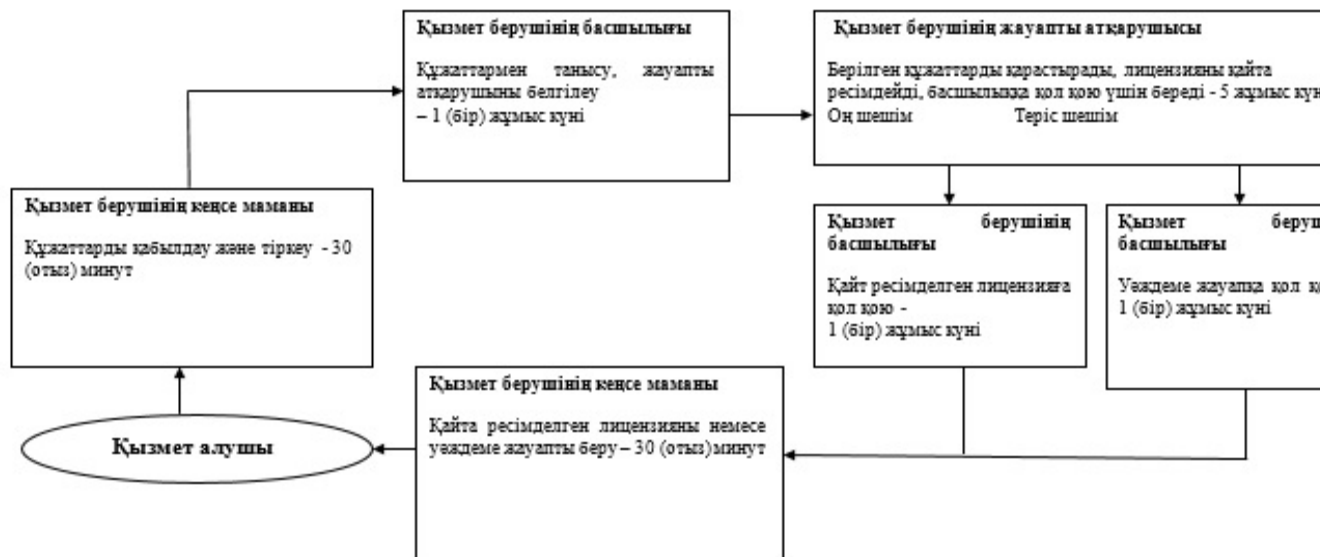 Қызмет берушінің басшылығы
Құжаттармен танысу, жауапты
атқарушыны белгілеу
– 1 (бір) жұмыс күні
Қызмет берушінің жауапты атқарушысы
Берілген құжаттарды қарастырады, лицензияны қайта
ресімдейді, басшылыққа қол қою үшін береді - 5 жұмыс күн
Оң шешім Теріс шешім
Қызмет берушінің кеңсе маманы
Құжаттарды қабылдау және тіркеу - 30
(отыз) минут
Қызмет берушінің
басшылығы
Қайт ресімделген лицензияға
қол қою -
1 (бір) жұмыс күні
Қызмет
басшылығы
Уәждеме жауапқа қол
1 (бір) жұмыс күні
Қызмет берушінің кеңсе маманы
Қайта ресімделген лицензияны немесе
уәждеме жауапты беру – 30 (отыз) минут
Қызмет алушы